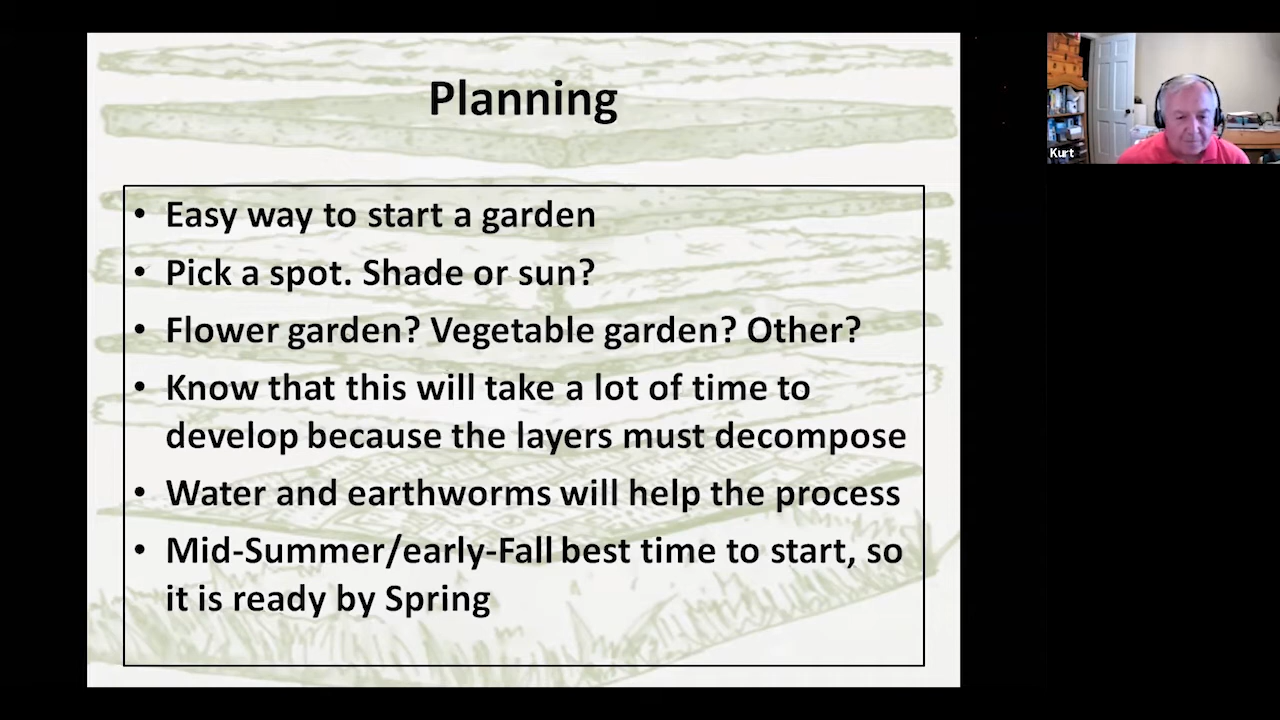 Planning
• Easy way to start a garden
• Pick a spot. Shade or sun?
• Flower garden? Vegetable garden? Other?
• Know that this will take a lot of time to
develop because the layers must decompose
• Water and earthworms will help the process
• Mid-Summer/early-Fall best time to start, so
it is ready by Spring
Kurt